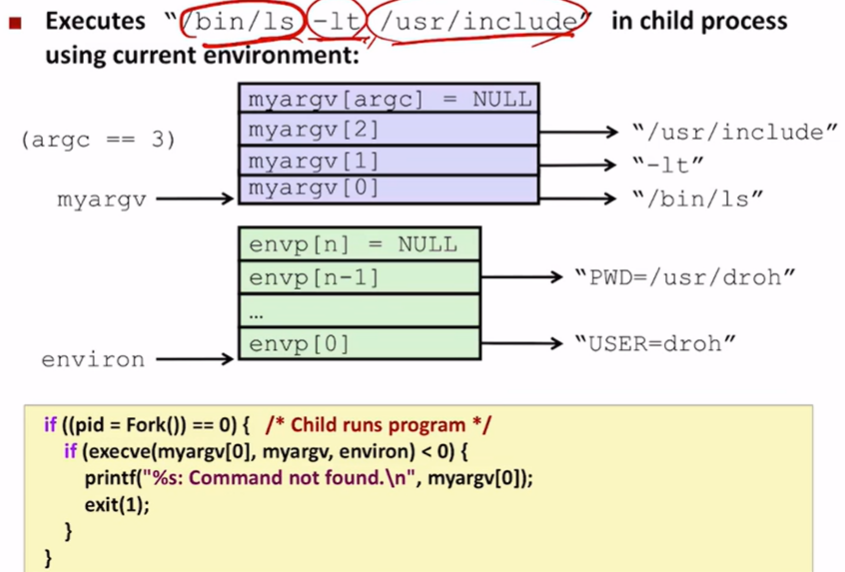 Executes "/bin/ls -lt /usr/include" in child process
using current environment:
myargv[argc] = NULL
(argc == 3)
myargv[2]
"/usr/include"
myargv[1]
"-lt"
myargv
myargv[0]
"/bin/ls"
envp[n] = NULL
envp[n-1]
"PWD=/usr/droh"
…
environ
envp[0]
"USER=droh"
if ((pid = Fork()) == 0) { /* Child runs program */
if (execve(myargv[0], myargv, environ) < 0) {
printf("%s: Command not found.\n", myargv[0]);
exit(1);
}
}